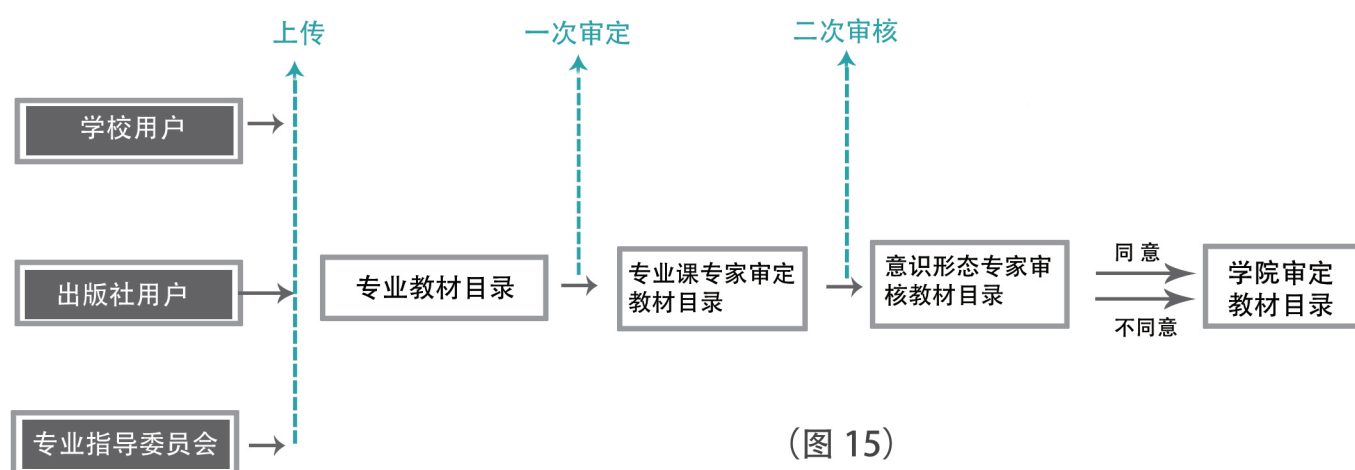 上传
一次审定
二次审核
学校用户
出版社用户
专业指导委员会
专业教材目录
专业课专家审定
教材目录
意识形态专家审
核教材目录
同 意
不同意
学院审定
教材目录
（图 15）